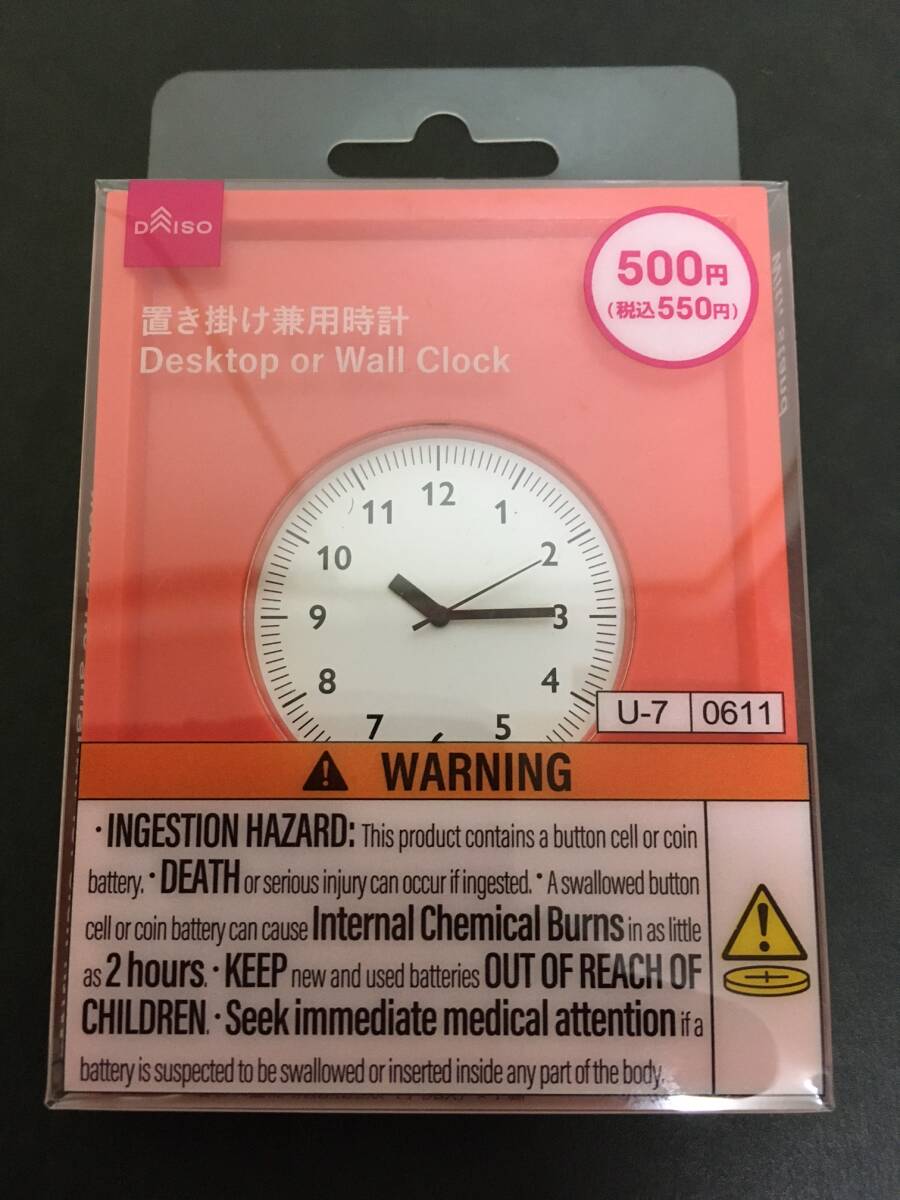 DAISO
500円
(税込550円)
置き掛け兼用時計
Desktop or Wall Clock
12
11
1
10
2
9
3
8
4
7
5
U-7 0611
WARNING
・INGESTION HAZARD: This product contains a button cell or coin
battery. ・DEATH or serious injury can occur if ingested. ・A swallowed button
cell or coin battery can cause Internal Chemical Burns in as little
as 2 hours. ・KEEP new and used batteries OUT OF REACH OF
CHILDREN. ・Seek immediate medical attention if a
battery is suspected to be swallowed or inserted inside any part of the body.